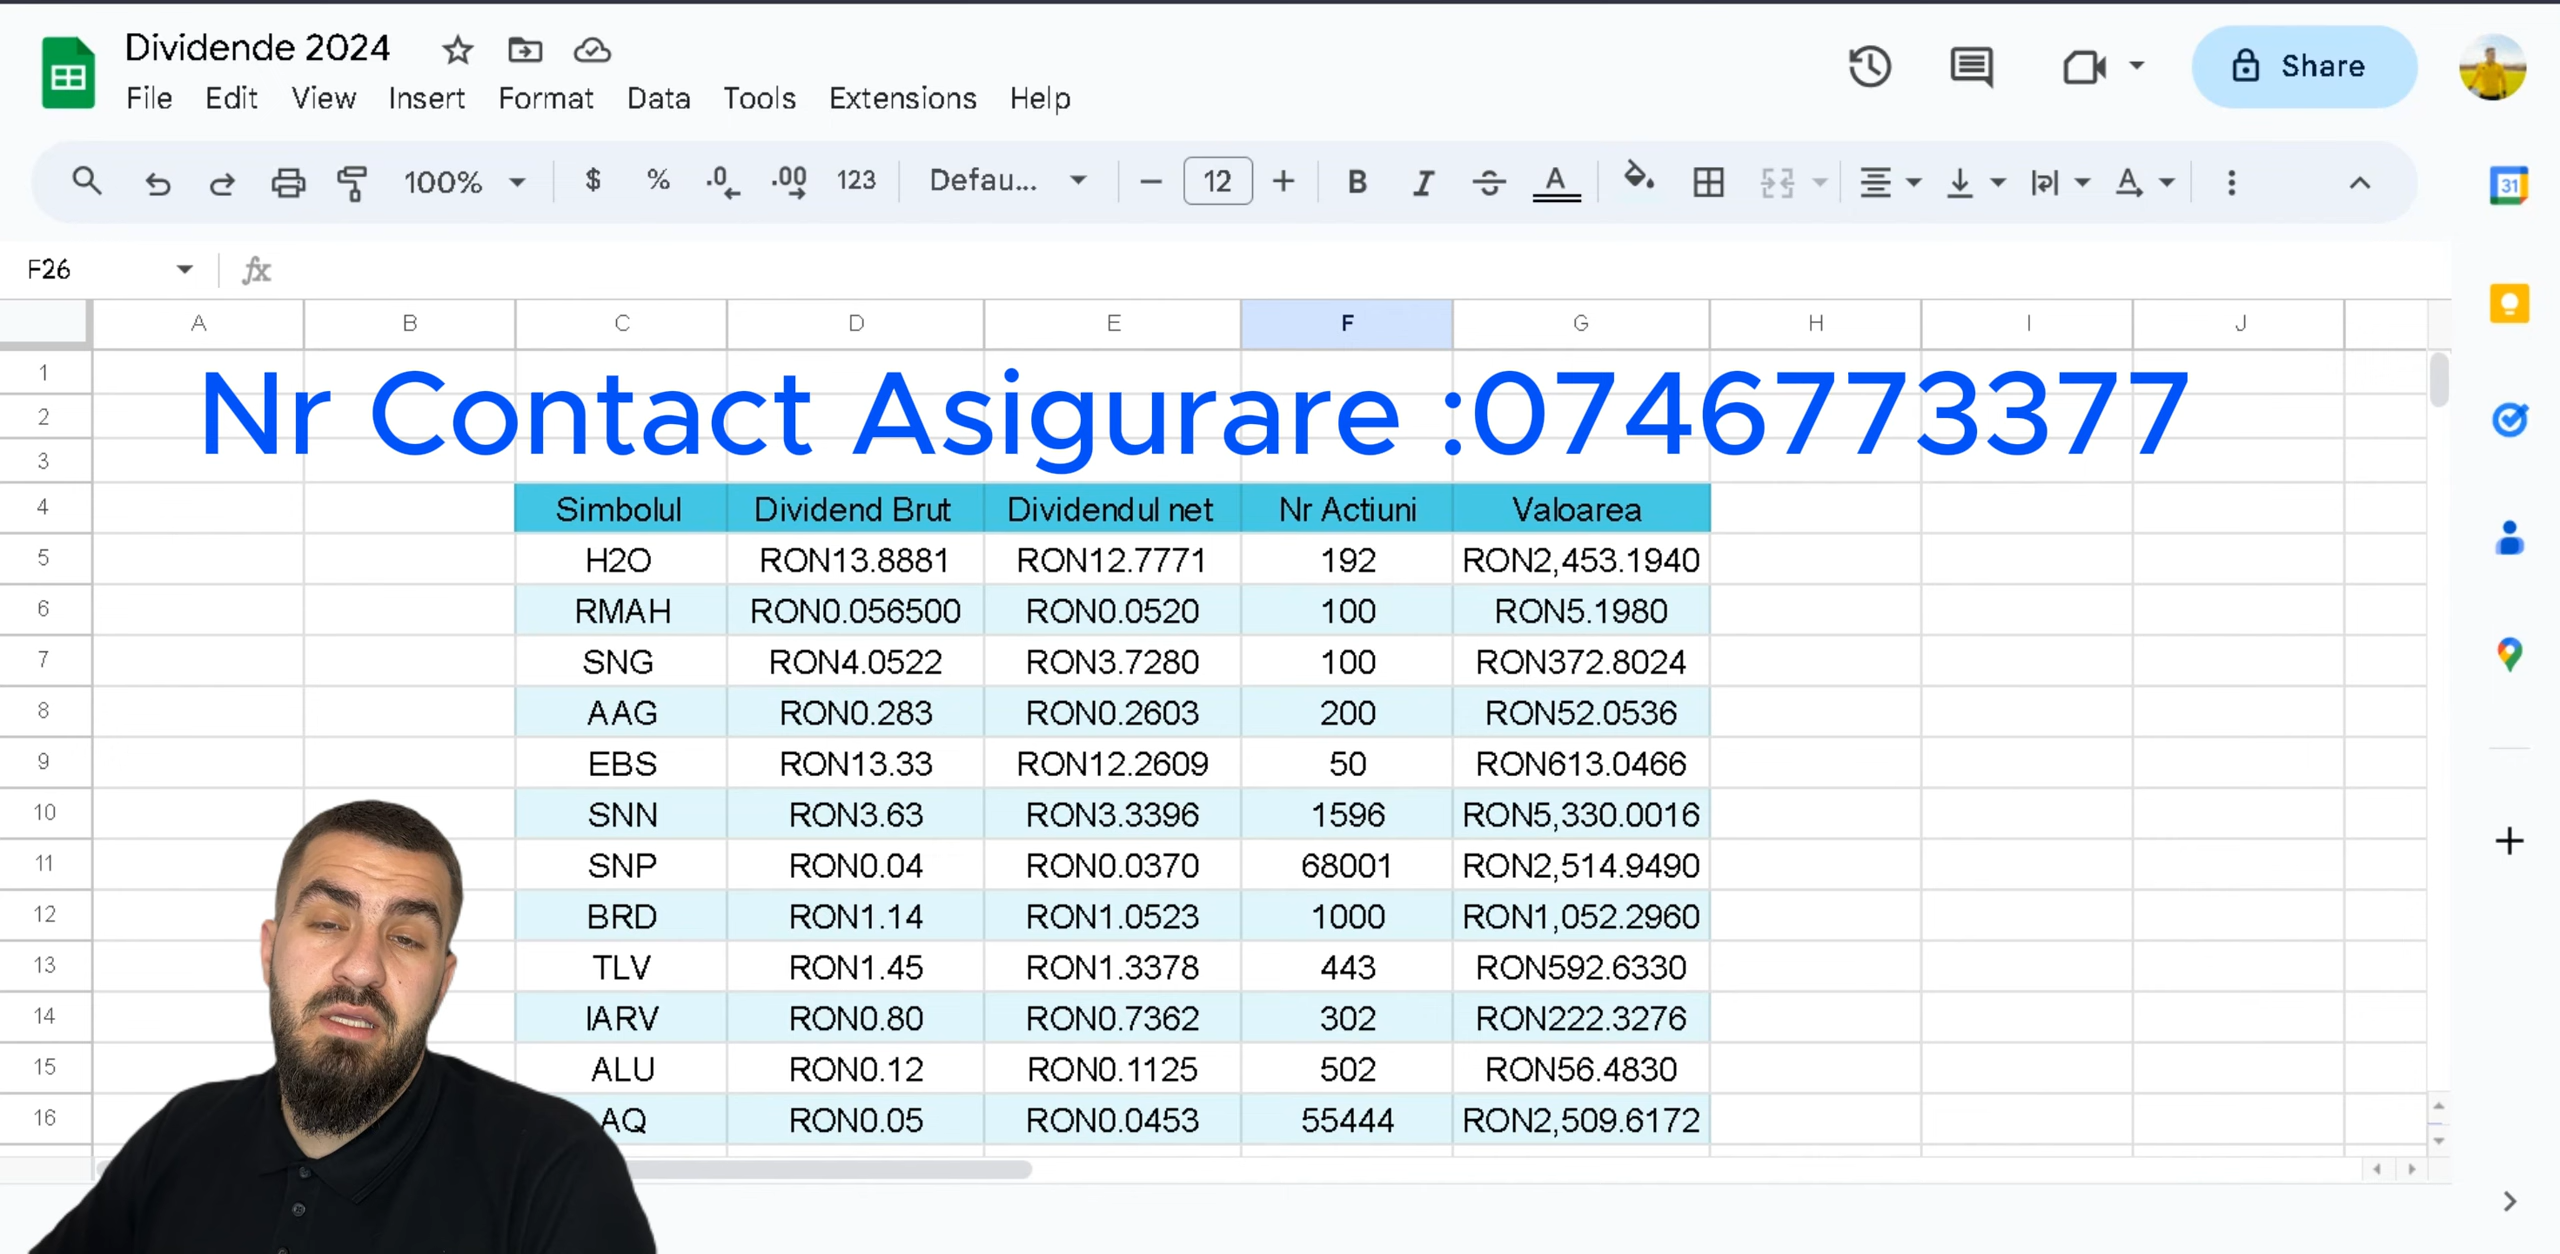 Dividende 2024
File Edit View Insert Format Data Tools Extensions Help
Share
100% $ % .0 .00 123 Defau... 12 B I A A
31
F26 fx
A B C D E F G H I J
1
Nr Contact Asigurare :0746773377
2
3
4 Simbolul Dividend Brut Dividendul net Nr Actiuni Valoarea
5 H2O RON13.8881 RON12.7771 192 RON2,453.1940
6 RMAH RON0.056500 RON0.0520 100 RON5.1980
7 SNG RON4.0522 RON3.7280 100 RON372.8024
8 AAG RON0.283 RON0.2603 200 RON52.0536
9 EBS RON13.33 RON12.2609 50 RON613.0466
10 SNN RON3.63 RON3.3396 1596 RON5,330.0016
11 SNP RON0.04 RON0.0370 68001 RON2,514.9490
12 BRD RON1.14 RON1.0523 1000 RON1,052.2960
13 TLV RON1.45 RON1.3378 443 RON592.6330
14 IARV RON0.80 RON0.7362 302 RON222.3276
15 ALU RON0.12 RON0.1125 502 RON56.4830
16 AQ RON0.05 RON0.0453 55444 RON2,509.6172